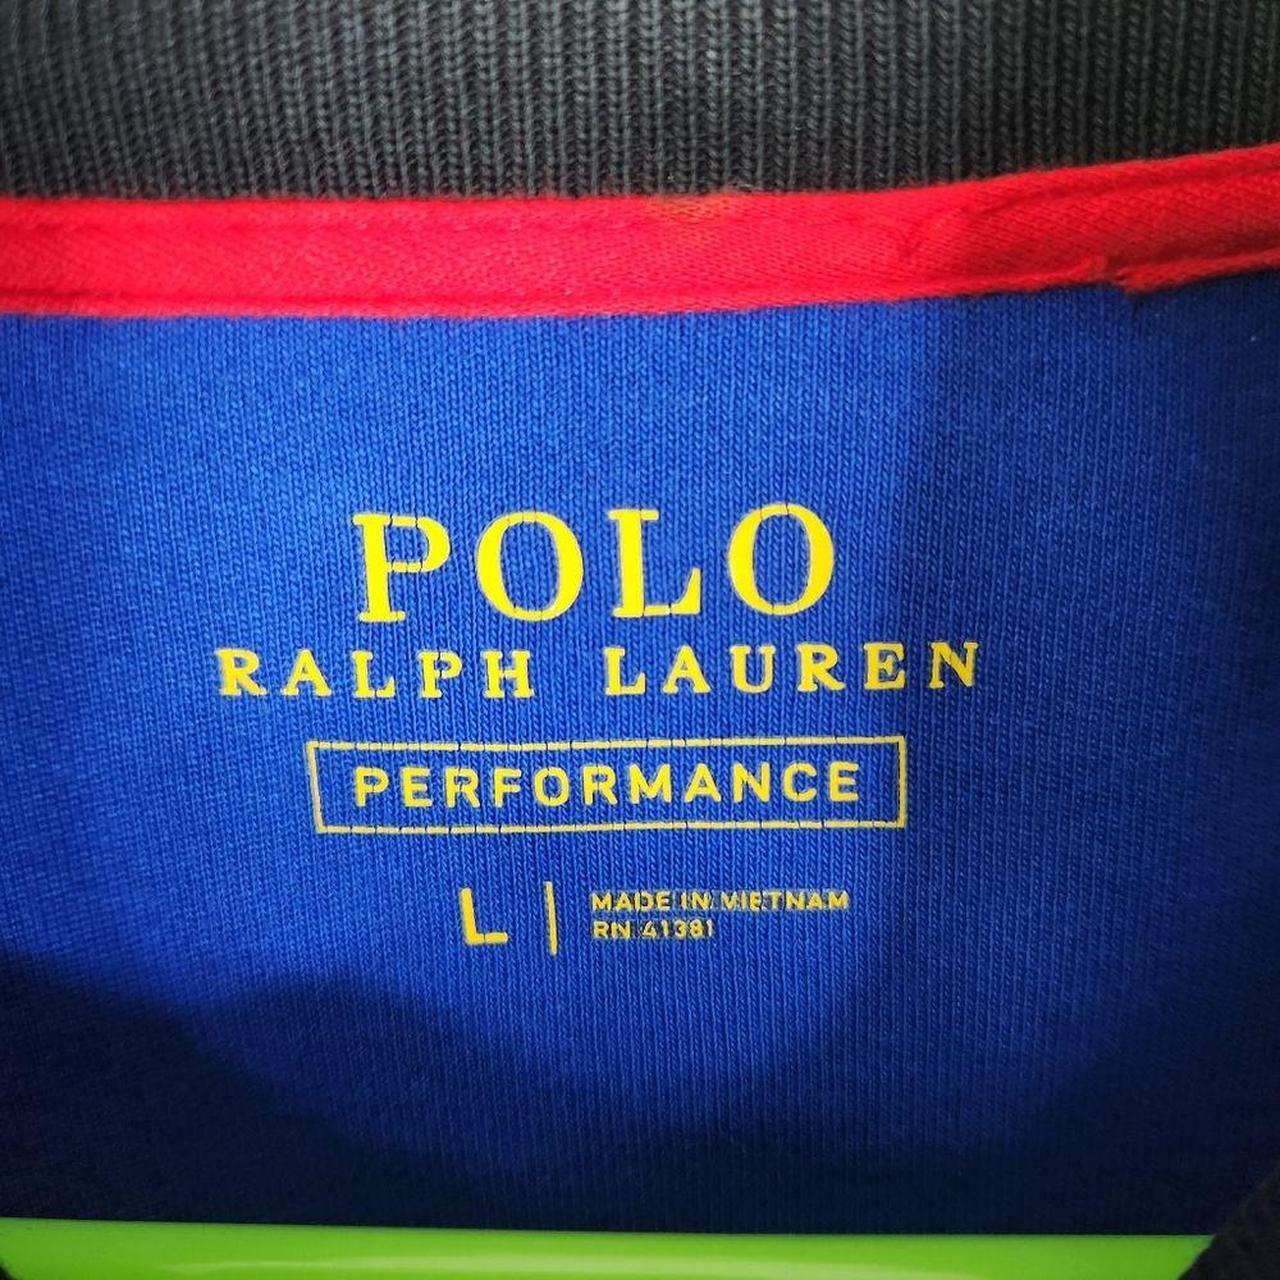 POLO
RALPH LAUREN
PERFORMANCE
L | MADE IN VIETNAM
RN 41381